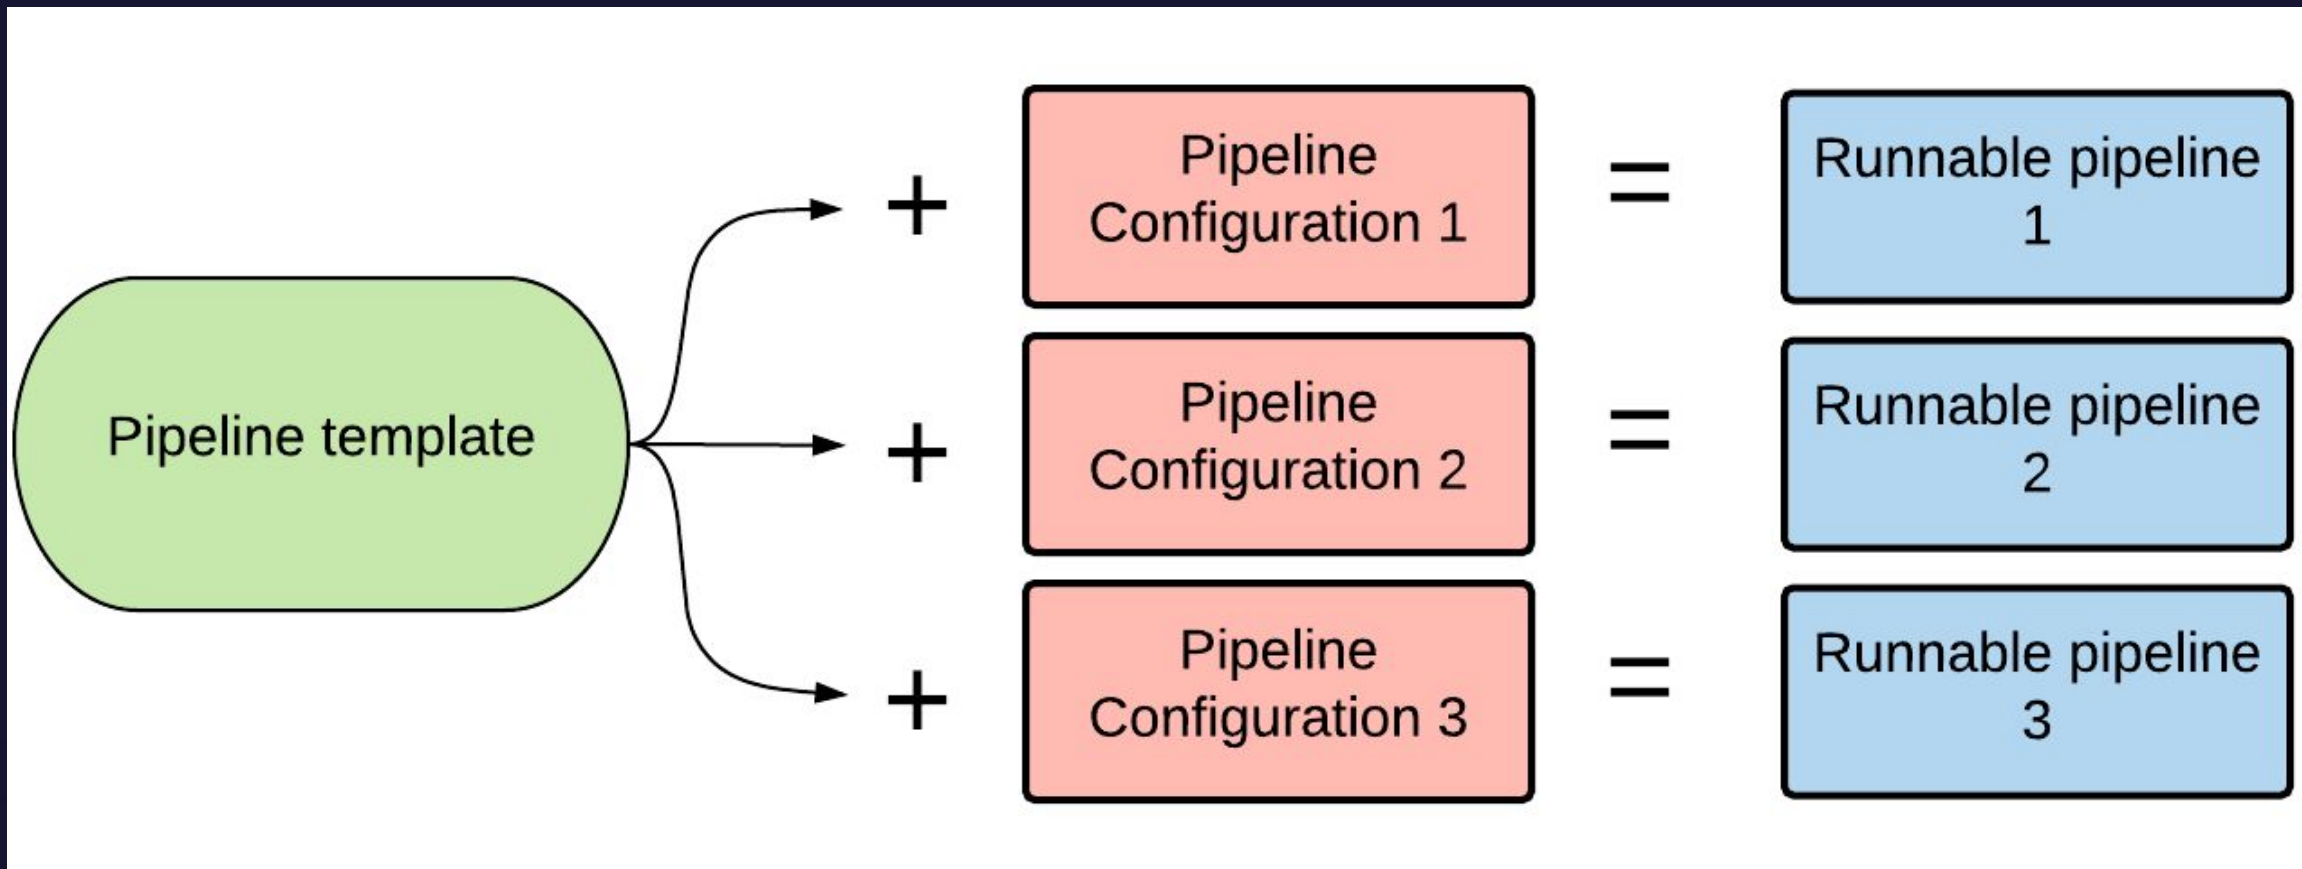 Pipeline template
+
Pipeline
Configuration 1
=
Runnable pipeline
1
+
Pipeline
Configuration 2
=
Runnable pipeline
2
+
Pipeline
Configuration 3
=
Runnable pipeline
3